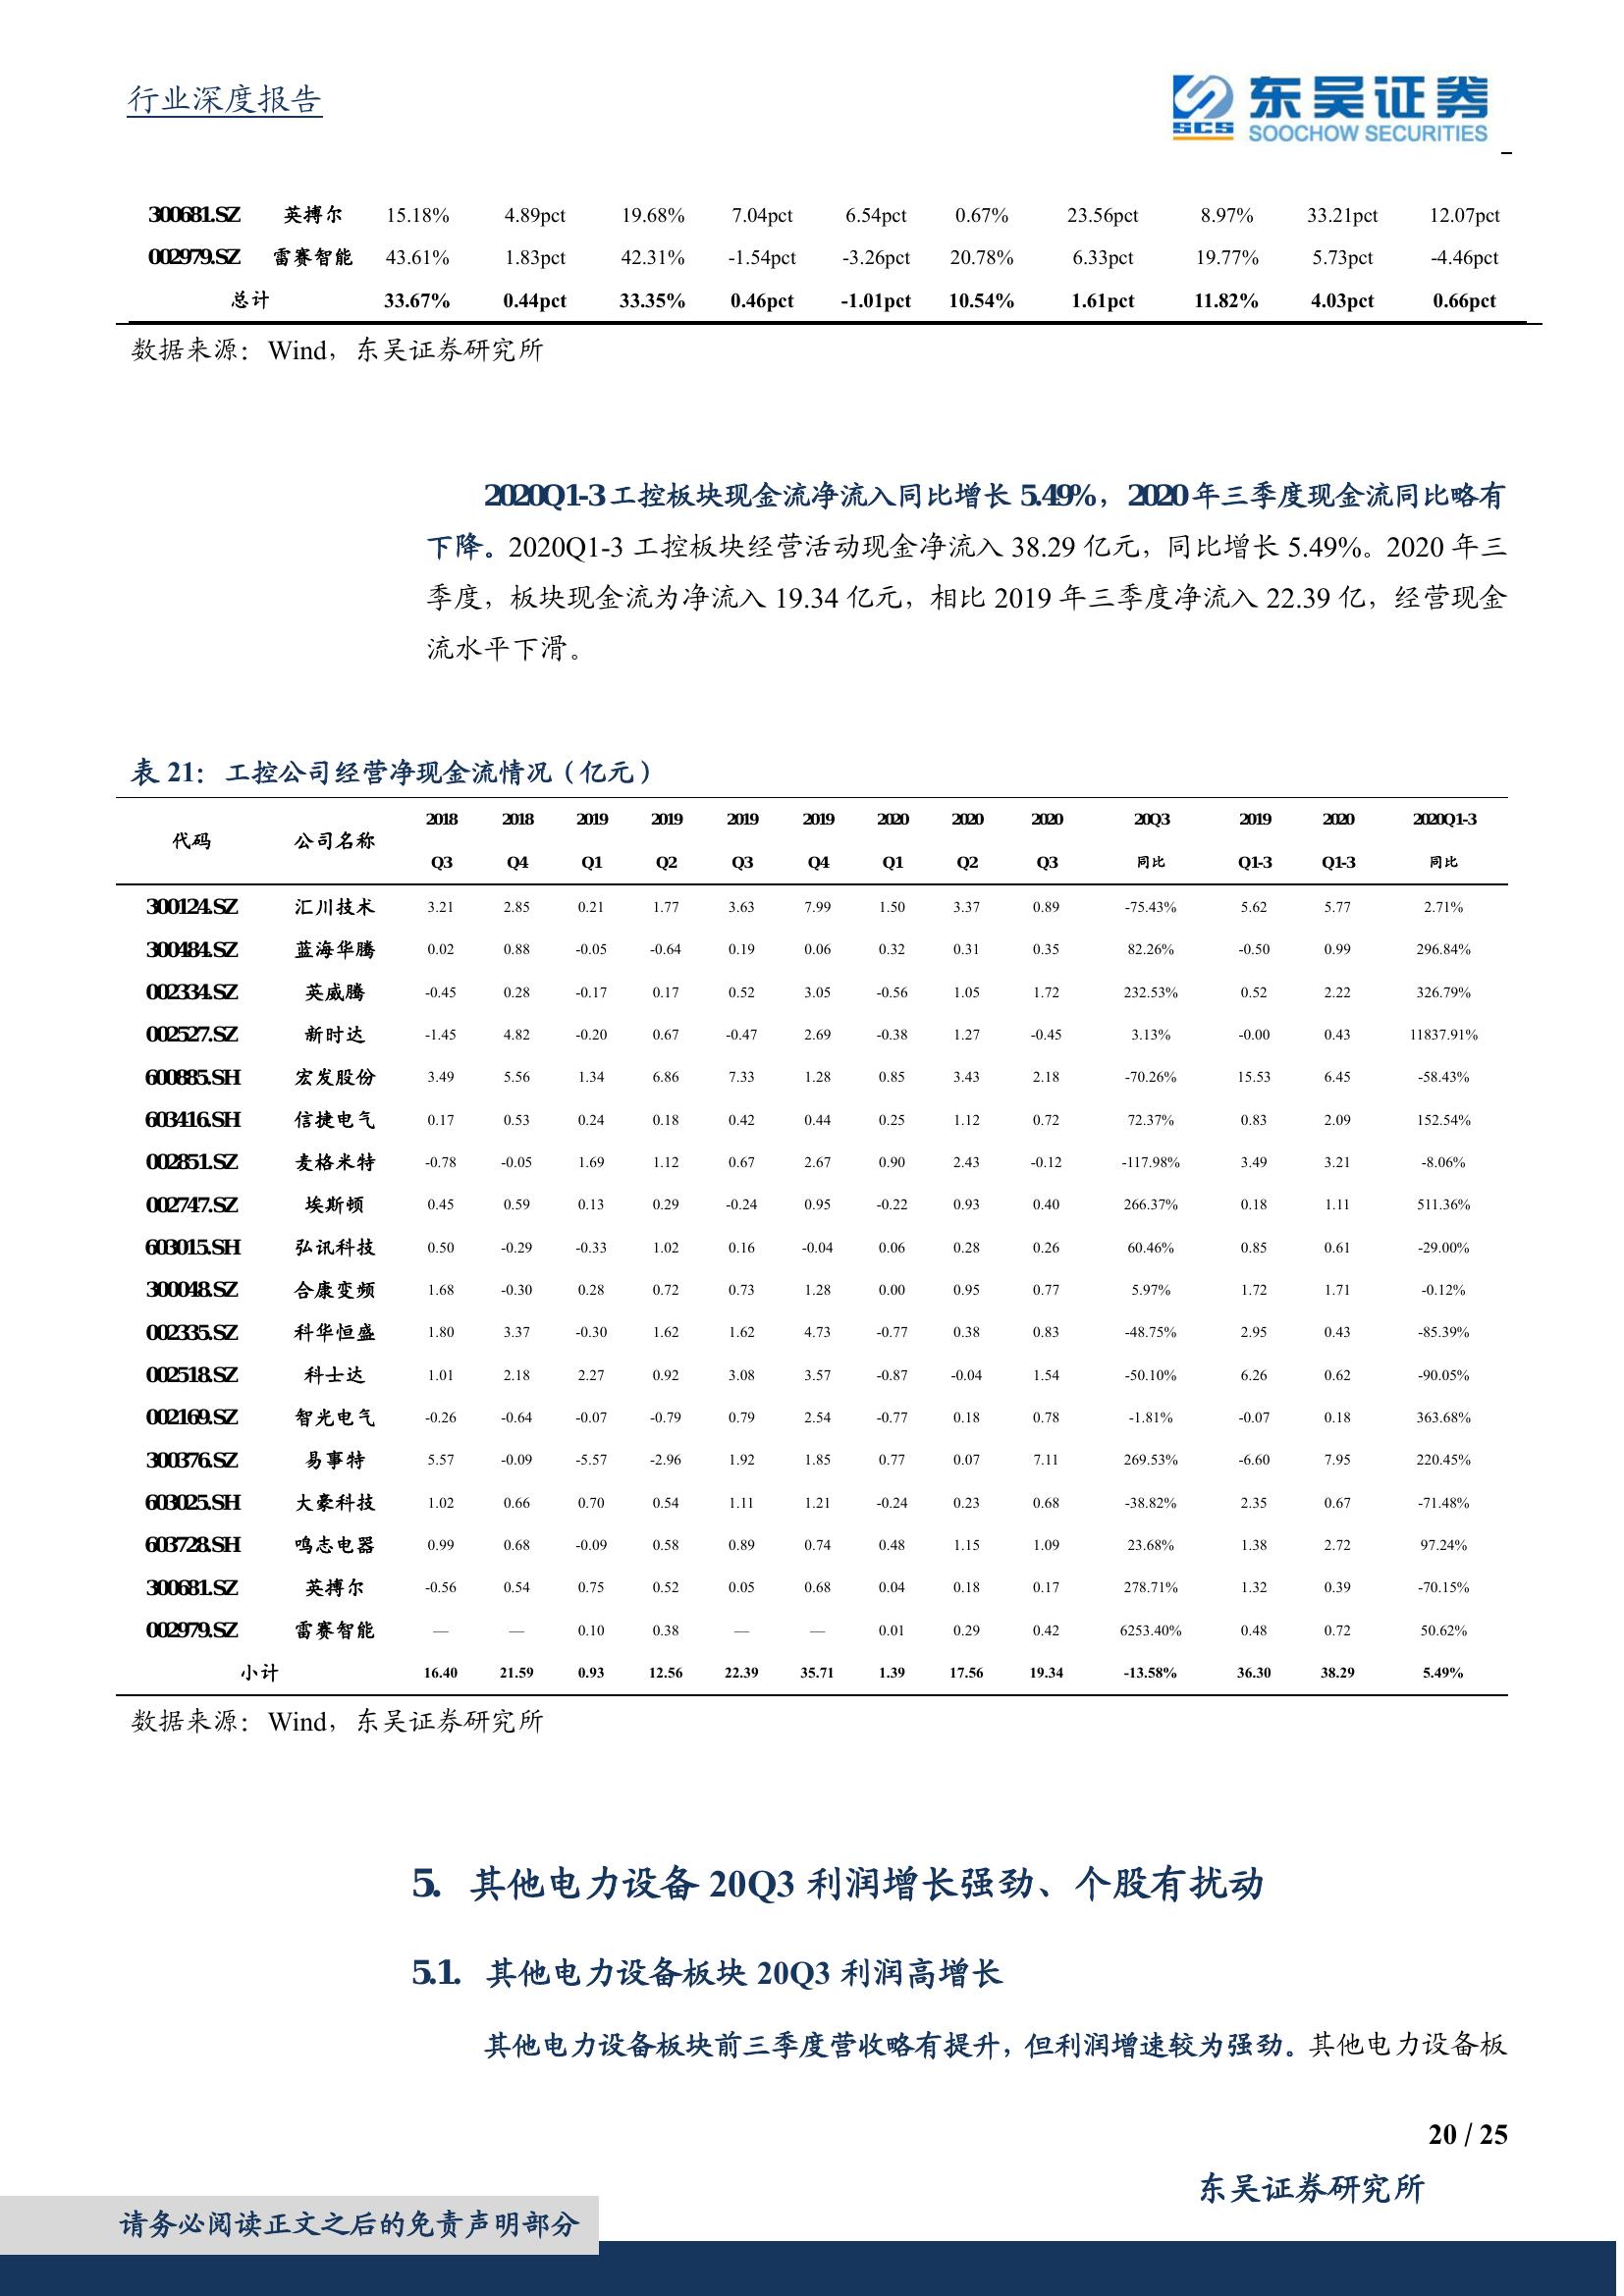 行业深度报告
东吴证券
SCS
SOOCHOW SECURITIES
300681.SZ 英搏尔 15.18% 4.89pct 19.68% 7.04pct 6.54pct 0.67% 23.56pct 8.97% 33.21pct 12.07pct
002979.SZ 雷赛智能 43.61% 1.83pct 42.31% -1.54pct -3.26pct 20.78% 6.33pct 19.77% 5.73pct -4.46pct
总计 33.67% 0.44pct 33.35% 0.46pct -1.01pct 10.54% 1.61pct 11.82% 4.03pct 0.66pct
数据来源：Wind，东吴证券研究所
2020Q1-3 工控板块现金流净流入同比增长 5.49%，2020 年三季度现金流同比略有
下降。2020Q1-3 工控板块经营活动现金净流入 38.29 亿元，同比增长 5.49%。2020 年三
季度，板块现金流为净流入 19.34 亿元，相比 2019 年三季度净流入 22.39 亿，经营现金
流水平下滑。
表 21：工控公司经营净现金流情况（亿元）
代码 公司名称 2018 2018 2019 2019 2019 2019 2020 2020 2020 20Q3 2019 2020 2020Q1-3
Q3 Q4 Q1 Q2 Q3 Q4 Q1 Q2 Q3 同比 Q1-3 Q1-3 同比
300124.SZ 汇川技术 3.21 2.85 0.21 1.77 3.63 7.99 1.50 3.37 0.89 -75.43% 5.62 5.77 2.71%
300484.SZ 蓝海华腾 0.02 0.88 -0.05 -0.64 0.19 0.06 0.32 0.31 0.35 82.26% -0.50 0.99 296.84%
002334.SZ 英威腾 -0.45 0.28 -0.17 0.17 0.52 3.05 -0.56 1.05 1.72 232.53% 0.52 2.22 326.79%
002527.SZ 新时达 -1.45 4.82 -0.20 0.67 -0.47 2.69 -0.38 1.27 -0.45 3.13% -0.00 0.43 11837.91%
600885.SH 宏发股份 3.49 5.56 1.34 6.86 7.33 1.28 0.85 3.43 2.18 -70.26% 15.53 6.45 -58.43%
603416.SH 信捷电气 0.17 0.53 0.24 0.18 0.42 0.44 0.25 1.12 0.72 72.37% 0.83 2.09 152.54%
002851.SZ 麦格米特 -0.78 -0.05 1.69 1.12 0.67 2.67 0.90 2.43 -0.12 -117.98% 3.49 3.21 -8.06%
002747.SZ 埃斯顿 0.45 0.59 0.13 0.29 -0.24 0.95 -0.22 0.93 0.40 266.37% 0.18 1.11 511.36%
603015.SH 弘讯科技 0.50 -0.29 -0.33 1.02 0.16 -0.04 0.06 0.28 0.26 60.46% 0.85 0.61 -29.00%
300048.SZ 合康变频 1.68 -0.30 0.28 0.72 0.73 1.28 0.00 0.95 0.77 5.97% 1.72 1.71 -0.12%
002335.SZ 科华恒盛 1.80 3.37 -0.30 1.62 1.62 4.73 -0.77 0.38 0.83 -48.75% 2.95 0.43 -85.39%
002518.SZ 科士达 1.01 2.18 2.27 0.92 3.08 3.57 -0.87 -0.04 1.54 -50.10% 6.26 0.62 -90.05%
002169.SZ 智光电气 -0.26 -0.64 -0.07 -0.79 0.79 2.54 -0.77 0.18 0.78 -1.81% -0.07 0.18 363.68%
300376.SZ 易事特 5.57 -0.09 -5.57 -2.96 1.92 1.85 0.77 0.07 7.11 269.53% -6.60 7.95 220.45%
603025.SH 大豪科技 1.02 0.66 0.70 0.54 1.11 1.21 -0.24 0.23 0.68 -38.82% 2.35 0.67 -71.48%
603728.SH 鸣志电器 0.99 0.68 -0.09 0.58 0.89 0.74 0.48 1.15 1.09 23.68% 1.38 2.72 97.24%
300681.SZ 英搏尔 -0.56 0.54 0.75 0.52 0.05 0.68 0.04 0.18 0.17 278.71% 1.32 0.39 -70.15%
002979.SZ 雷赛智能 — — 0.10 0.38 — — 0.01 0.29 0.42 6253.40% 0.48 0.72 50.62%
小计 16.40 21.59 0.93 12.56 22.39 35.71 1.39 17.56 19.34 -13.58% 36.30 38.29 5.49%
数据来源：Wind，东吴证券研究所
5. 其他电力设备 20Q3 利润增长强劲、个股有扰动
5.1. 其他电力设备板块 20Q3 利润高增长
其他电力设备板块前三季度营收略有提升，但利润增速较为强劲。其他电力设备板
20 / 25
东吴证券研究所
请务必阅读正文之后的免责声明部分